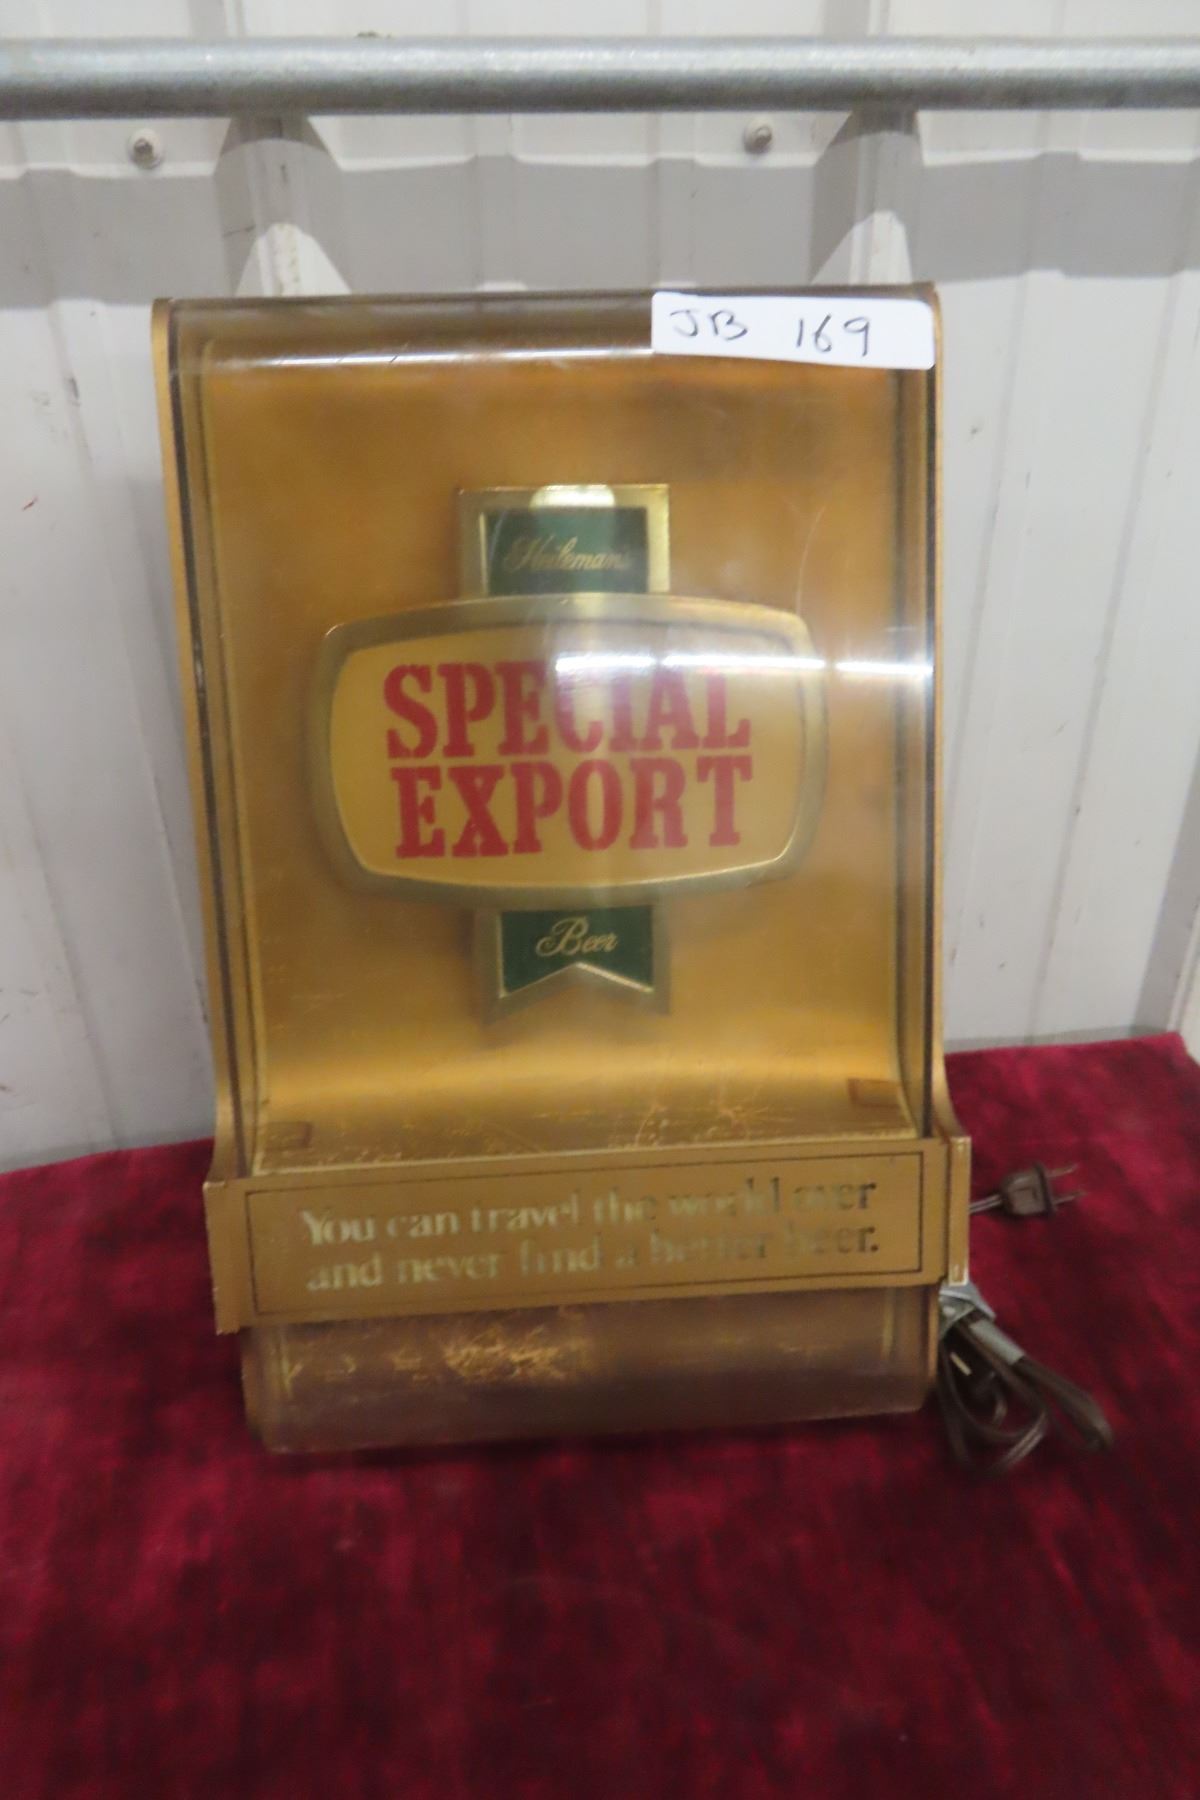 JB 169
Heileman's
SPECIAL
EXPORT
Beer
You can travel the world over
and never find a better beer.